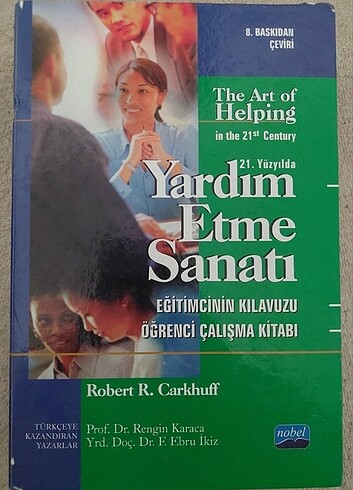 8. BASKIDAN
ÇEVİRİ
The Art of
Helping
in the 21st Century
21. Yüzyılda
Yardım
Etme
Sanatı
EĞİTİMCİNİN KILAVUZU
ÖĞRENCİ ÇALIŞMA KİTABI
Robert R. Carkhuff
TÜRKÇEYE
KAZANDIRAN
YAZARLAR
Prof. Dr. Rengin Karaca
Yrd. Doç. Dr. F. Ebru İkiz
nobel